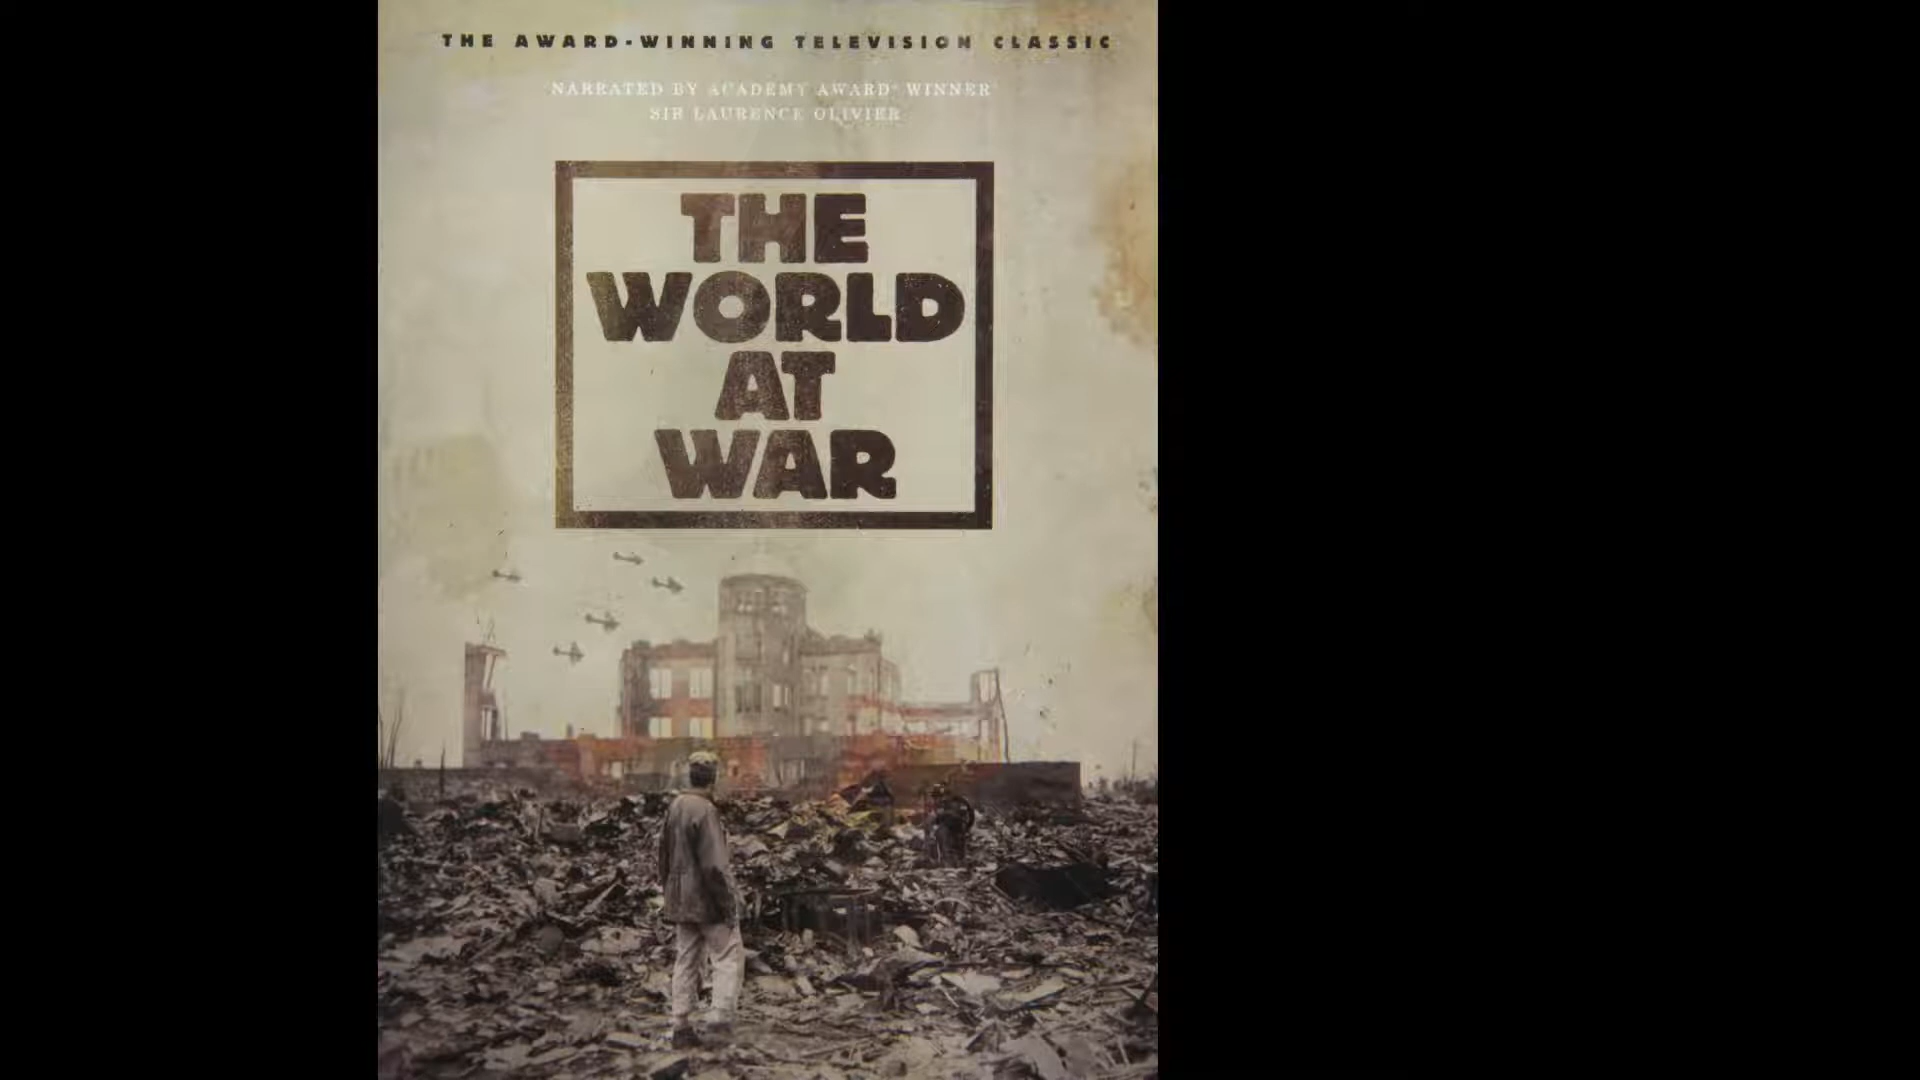 THE AWARD-WINNING TELEVISION CLASSIC
NARRATED BY ACADEMY AWARD® WINNER
SIR LAURENCE OLIVIER
THE
WORLD
AT
WAR